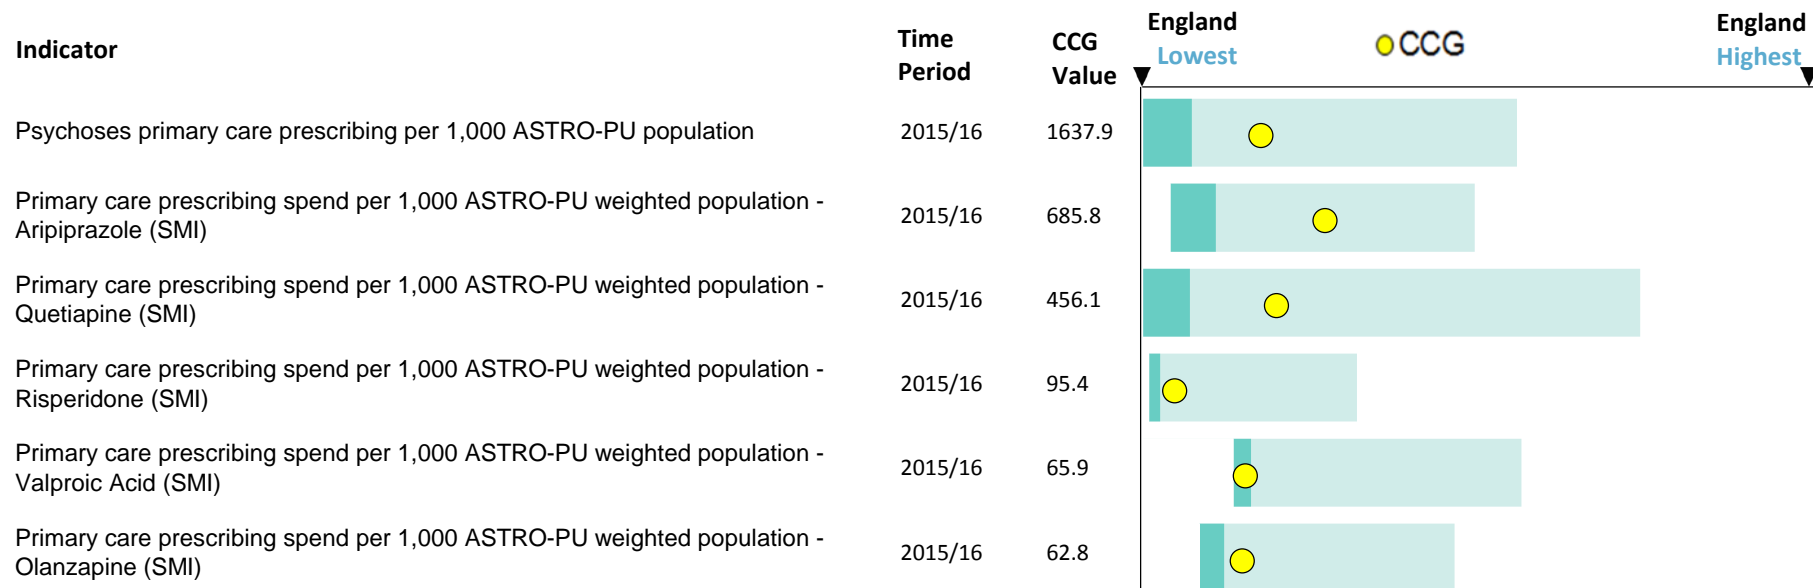 Indicator
Time Period
CCG Value
England Lowest
CCG
England Highest
Psychoses primary care prescribing per 1,000 ASTRO-PU population 2015/16 1637.9
Primary care prescribing spend per 1,000 ASTRO-PU weighted population -
Aripiprazole (SMI) 2015/16 685.8
Primary care prescribing spend per 1,000 ASTRO-PU weighted population -
Quetiapine (SMI) 2015/16 456.1
Primary care prescribing spend per 1,000 ASTRO-PU weighted population -
Risperidone (SMI) 2015/16 95.4
Primary care prescribing spend per 1,000 ASTRO-PU weighted population -
Valproic Acid (SMI) 2015/16 65.9
Primary care prescribing spend per 1,000 ASTRO-PU weighted population -
Olanzapine (SMI) 2015/16 62.8